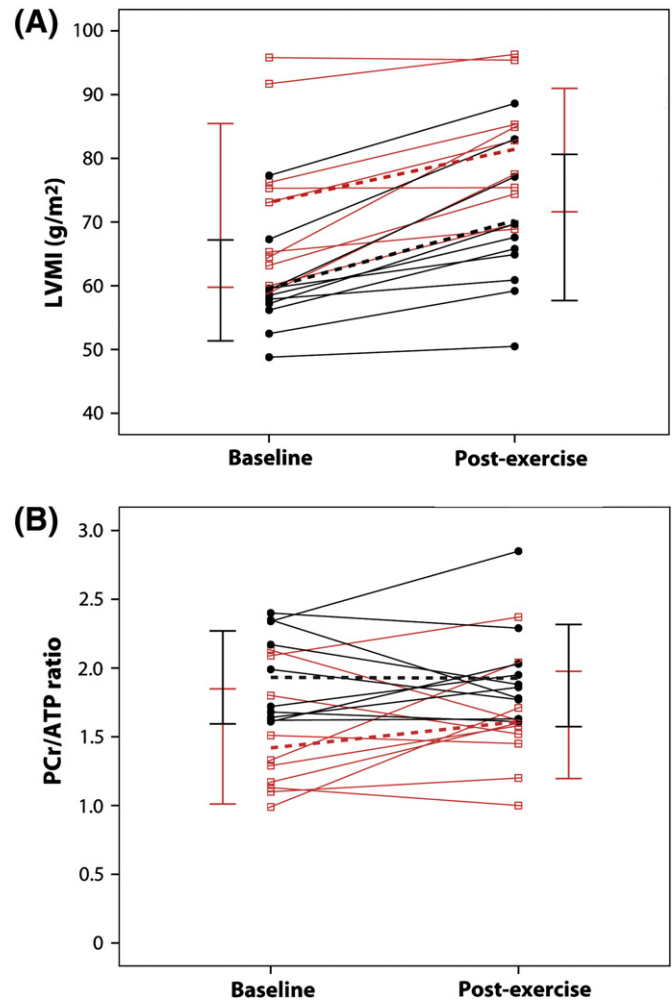 (A)
100
90
80
70
60
50
40
LVMI (g/m²)
Baseline
Post-exercise
(B)
3.0
2.5
2.0
1.5
1.0
0.5
0
PCr/ATP ratio
Baseline
Post-exercise